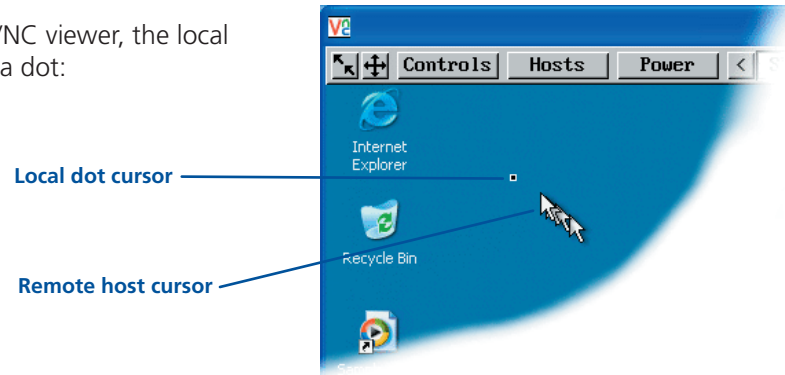 VNC viewer, the local
a dot:
V2
Controls Hosts Power <
Internet
Explorer
Local dot cursor
Recycle Bin
Remote host cursor